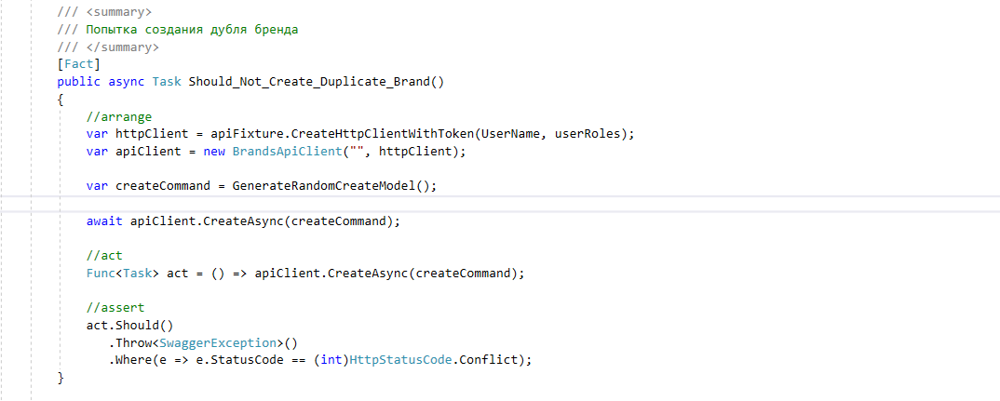 /// <summary>
/// Попытка создания дубля бренда
/// </summary>
[Fact]
public async Task Should_Not_Create_Duplicate_Brand()
{
//arrange
var httpClient = apiFixture.CreateHttpClientWithToken(UserName, userRoles);
var apiClient = new BrandsApiClient("", httpClient);
var createCommand = GenerateRandomCreateModel();
await apiClient.CreateAsync(createCommand);
//act
Func<Task> act = () => apiClient.CreateAsync(createCommand);
//assert
act.Should()
.Throw<SwaggerException>()
.Where(e => e.StatusCode == (int)HttpStatusCode.Conflict);
}